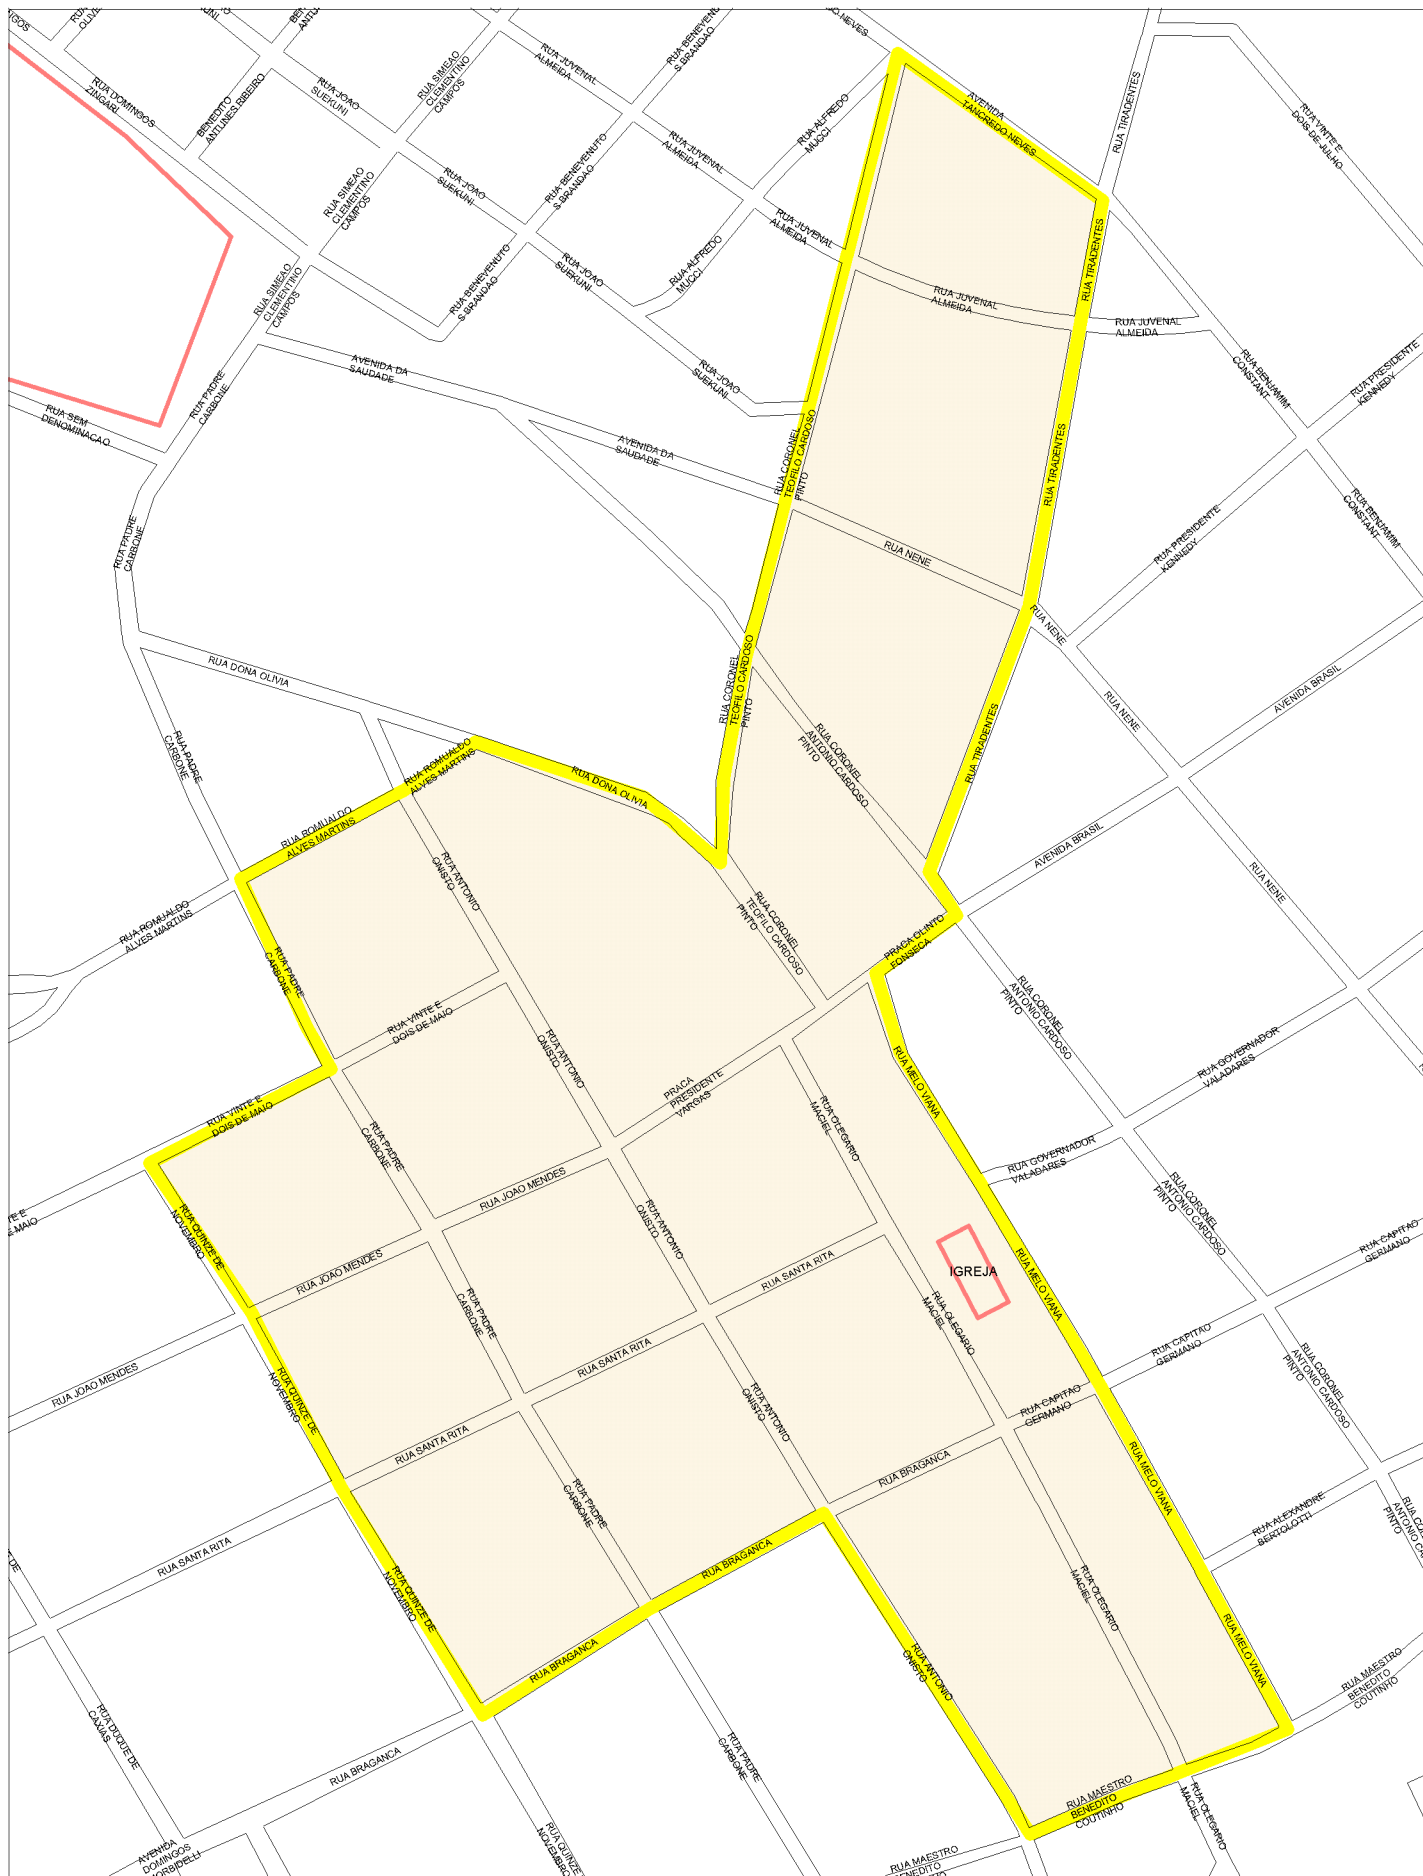 BENEDITO
ANTUNES RIBEIRO
RUA DOMINGOS
ZINGARI
RUA JOAO
SUEKUNI
RUA SIMEAO
CLEMENTINO
CAMPOS
RUA JUVENAL
ALMEIDA
RUA BENEVENUTO
S BRANDAO
RUA ALFREDO
MUCCI
AVENIDA
TANCREDO NEVES
RUA TIRADENTES
RUA VINTE E
DOIS DE JULHO
RUA SIMEAO
CLEMENTINO
CAMPOS
RUA JOAO
SUEKUNI
RUA BENEVENUTO
S BRANDAO
RUA JUVENAL
ALMEIDA
RUA JUVENAL
ALMEIDA
RUA SIMEAO
CLEMENTINO
CAMPOS
RUA BENEVENUTO
S BRANDAO
RUA JOAO
SUEKUNI
RUA ALFREDO
MUCCI
RUA TIRADENTES
RUA JUVENAL
ALMEIDA
RUA JUVENAL
ALMEIDA
RUA BENJAMIM
CONSTANT
RUA PRESIDENTE
KENNEDY
AVENIDA DA
SAUDADE
RUA JOAO
SUEKUNI
RUA PADRE
CARBONE
RUA SEM
DENOMINACAO
AVENIDA DA
SAUDADE
RUA CORONEL
TEOFILO CARDOSO
PINTO
RUA TIRADENTES
RUA BENJAMIM
CONSTANT
RUA PRESIDENTE
KENNEDY
RUA PADRE
CARBONE
RUA NENE
RUA NENE
RUA DONA OLIVIA
RUA CORONEL
TEOFILO CARDOSO
PINTO
AVENIDA BRASIL
RUA NENE
RUA PADRE
CARBONE
RUA ROMUALDO
ALVES MARTINS
RUA DONA OLIVIA
RUA CORONEL
ANTONIO CARDOSO
PINTO
RUA TIRADENTES
RUA ROMUALDO
ALVES MARTINS
AVENIDA BRASIL
RUA ANTONIO
ONISTO
RUA NENE
RUA ROMUALDO
ALVES MARTINS
RUA CORONEL
TEOFILO CARDOSO
PINTO
PRACA OLINTO
FONSECA
RUA PADRE
CARBONE
RUA VINTE E
DOIS DE MAIO
RUA ANTONIO
ONISTO
RUA CORONEL
ANTONIO CARDOSO
PINTO
RUA GOVERNADOR
VALADARES
PRACA
PRESIDENTE
VARGAS
RUA MELO VIANA
RUA VINTE E
DOIS DE MAIO
RUA PADRE
CARBONE
RUA OLEGARIO
MACIEL
RUA GOVERNADOR
VALADARES
RUA JOAO MENDES
RUA CORONEL
ANTONIO CARDOSO
PINTO
RUA QUINZE DE
NOVEMBRO
RUA ANTONIO
ONISTO
RUA CAPITAO
GERMANO
RUA JOAO MENDES
RUA SANTA RITA
IGREJA
RUA MELO VIANA
RUA PADRE
CARBONE
RUA OLEGARIO
MACIEL
RUA CAPITAO
GERMANO
RUA CORONEL
ANTONIO CARDOSO
PINTO
RUA JOAO MENDES
RUA QUINZE DE
NOVEMBRO
RUA SANTA RITA
RUA ANTONIO
ONISTO
RUA CAPITAO
GERMANO
RUA SANTA RITA
RUA BRAGANCA
RUA MELO VIANA
RUA PADRE
CARBONE
RUA ALEXANDRE
BERTOLOTTI
RUA SANTA RITA
RUA QUINZE DE
NOVEMBRO
RUA BRAGANCA
RUA OLEGARIO
MACIEL
RUA BRAGANCA
RUA ANTONIO
ONISTO
RUA MELO VIANA
RUA MAESTRO
BENEDITO
COUTINHO
RUA DUQUE DE
CAXIAS
RUA BRAGANCA
RUA PADRE
CARBONE
RUA MAESTRO
BENEDITO
COUTINHO
RUA OLEGARIO
MACIEL
AVENIDA
DOMINGOS
RUA QUINZE
NOVEMBRO
RUA MAESTRO